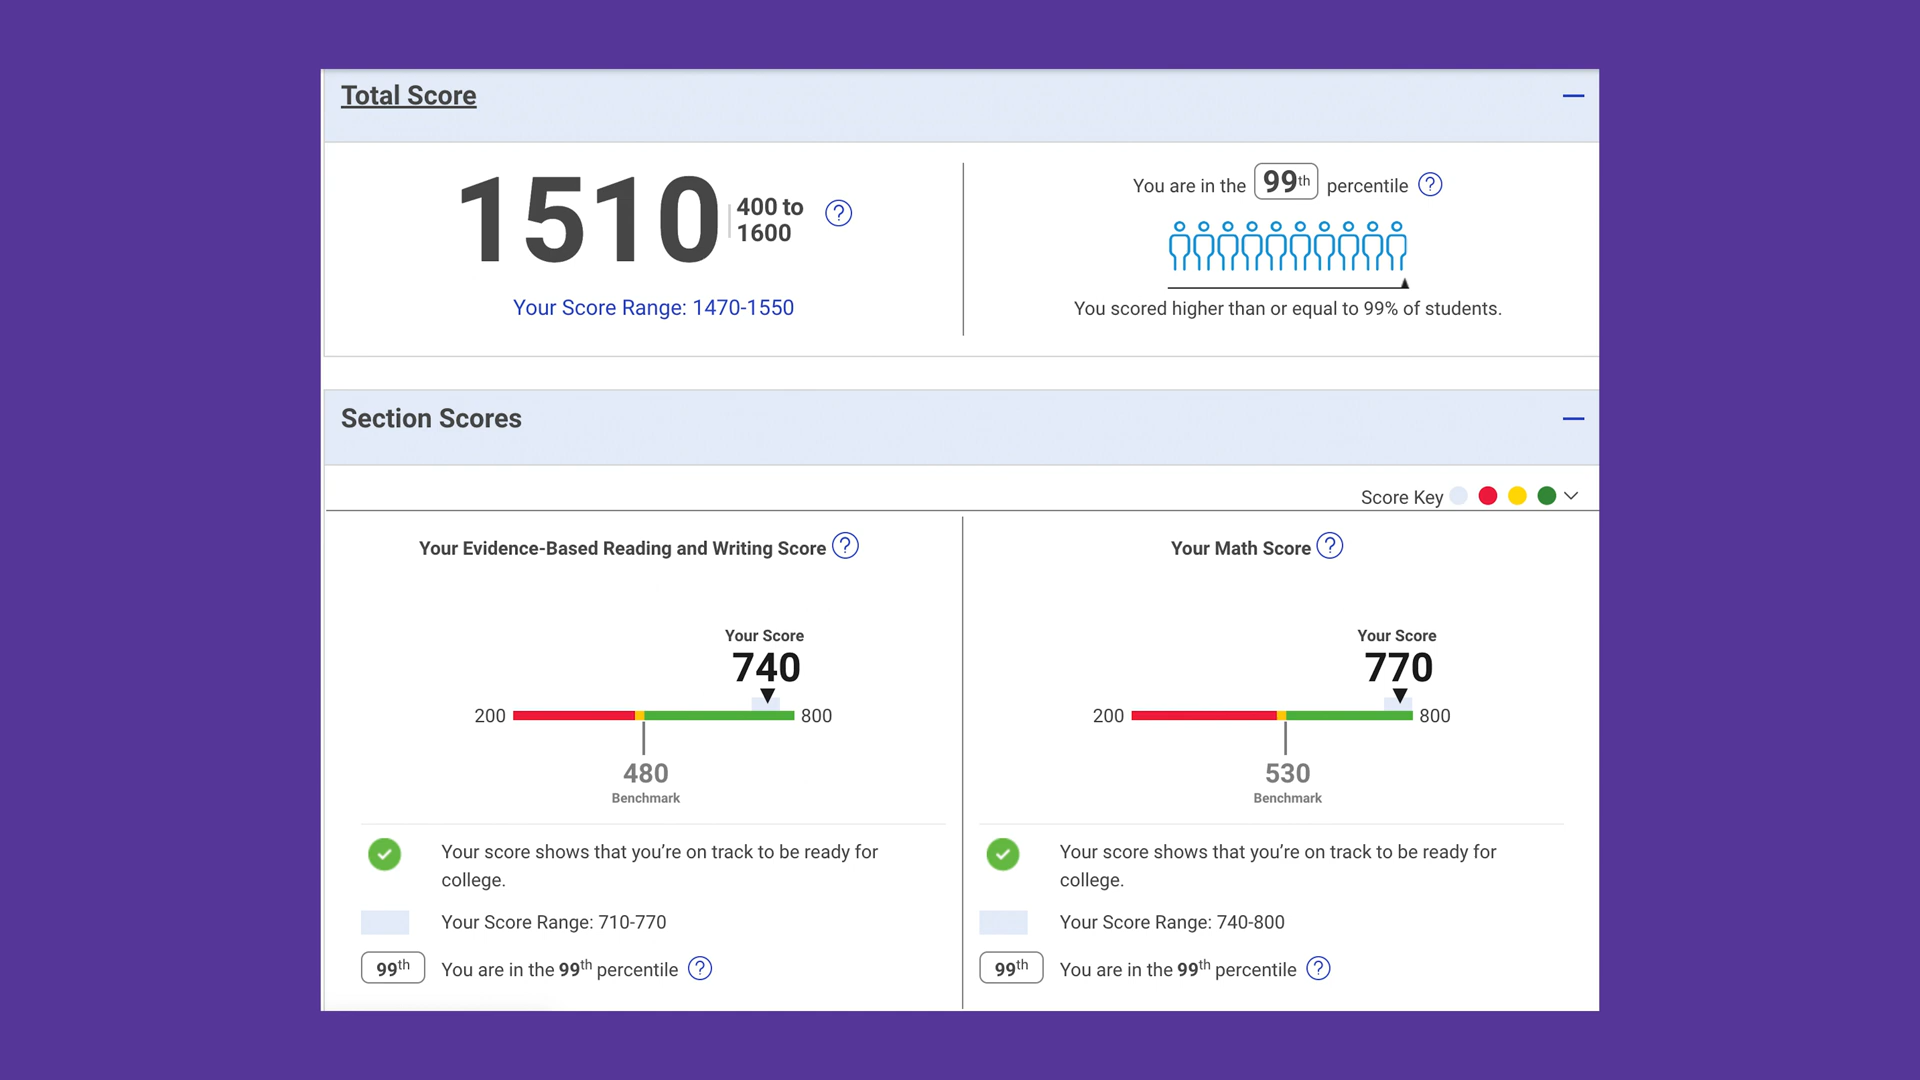 Total Score
1510
400 to
1600
?
Your Score Range: 1470-1550
You are in the 99th percentile ?
You scored higher than or equal to 99% of students.
Section Scores
Score Key
Your Evidence-Based Reading and Writing Score ?
Your Score
740
200
800
480
Benchmark
Your score shows that you’re on track to be ready for
college.
Your Score Range: 710-770
99th You are in the 99th percentile ?
Your Math Score ?
Your Score
770
200
800
530
Benchmark
Your score shows that you’re on track to be ready for
college.
Your Score Range: 740-800
99th You are in the 99th percentile ?